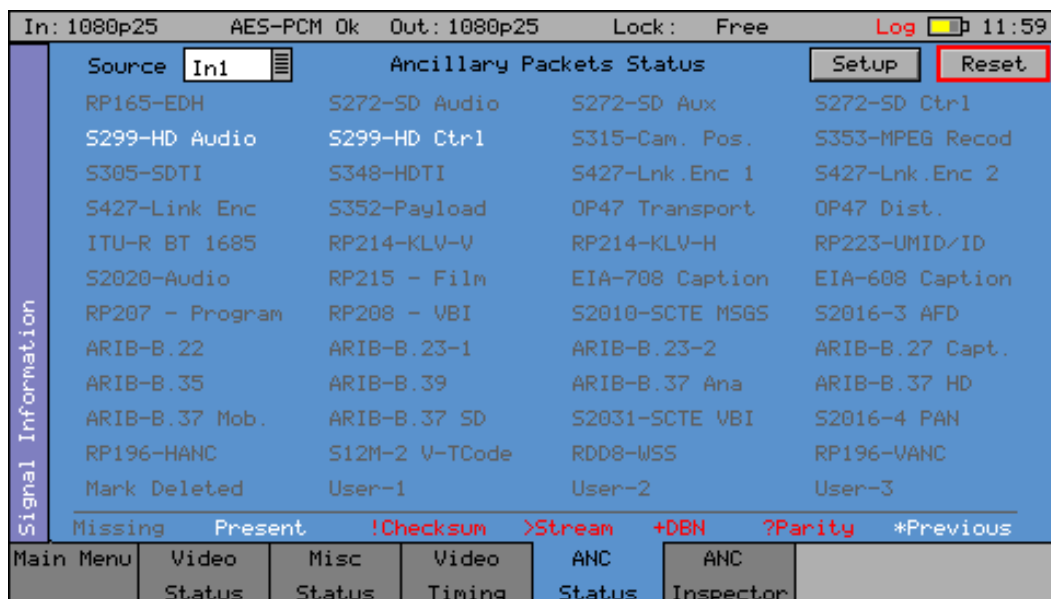 In: 1080p25 AES-PCM Ok Out: 1080p25 Lock: Free Log 11:59
Source In1 Ancillary Packets Status Setup Reset
RP165-EDH S272-SD Audio S272-SD Aux S272-SD Ctrl
S299-HD Audio S299-HD Ctrl S315-Cam. Pos. S353-MPEG Recod
S305-SDTI S348-HDTI S427-Lnk.Enc 1 S427-Lnk.Enc 2
S427-Link Enc S352-Payload OP47 Transport OP47 Dist.
ITU-R BT 1685 RP214-KLV-V RP214-KLV-H RP223-UMID/ID
S2020-Audio RP215 - Film EIA-708 Caption EIA-608 Caption
RP207 - Program RP208 - VBI S2010-SCTE MSGS S2016-3 AFD
ARIB-B.22 ARIB-B.23-1 ARIB-B.23-2 ARIB-B.27 Capt.
ARIB-B.35 ARIB-B.39 ARIB-B.37 Ana ARIB-B.37 HD
ARIB-B.37 Mob. ARIB-B.37 SD S2031-SCTE VBI S2016-4 PAN
RP196-HANC S12M-2 V-TCode RDD8-WSS RP196-VANC
Mark Deleted User-1 User-2 User-3
Signal Information
Missing Present !Checksum >Stream +DBN ?Parity *Previous
Main Menu Video Misc Video ANC ANC
Status Status Timing Status Inspector